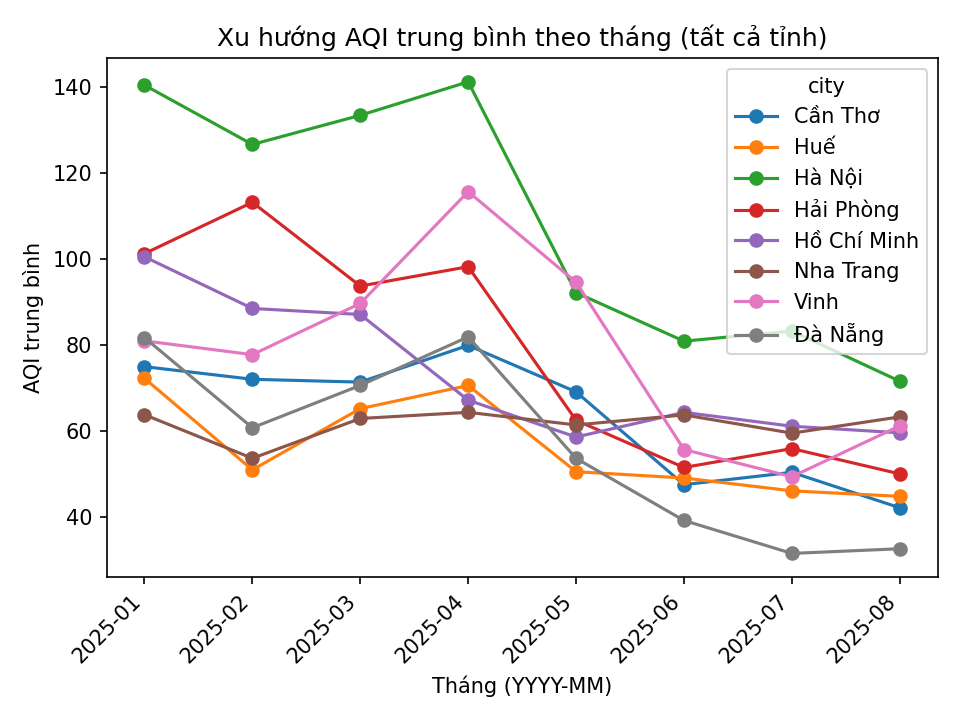 Xu hướng AQI trung bình theo tháng (tất cả tỉnh)
AQI trung bình
140
120
100
80
60
40
city
Cần Thơ
Huế
Hà Nội
Hải Phòng
Hồ Chí Minh
Nha Trang
Vinh
Đà Nẵng
2025-01
2025-02
2025-03
2025-04
2025-05
2025-06
2025-07
2025-08
Tháng (YYYY-MM)